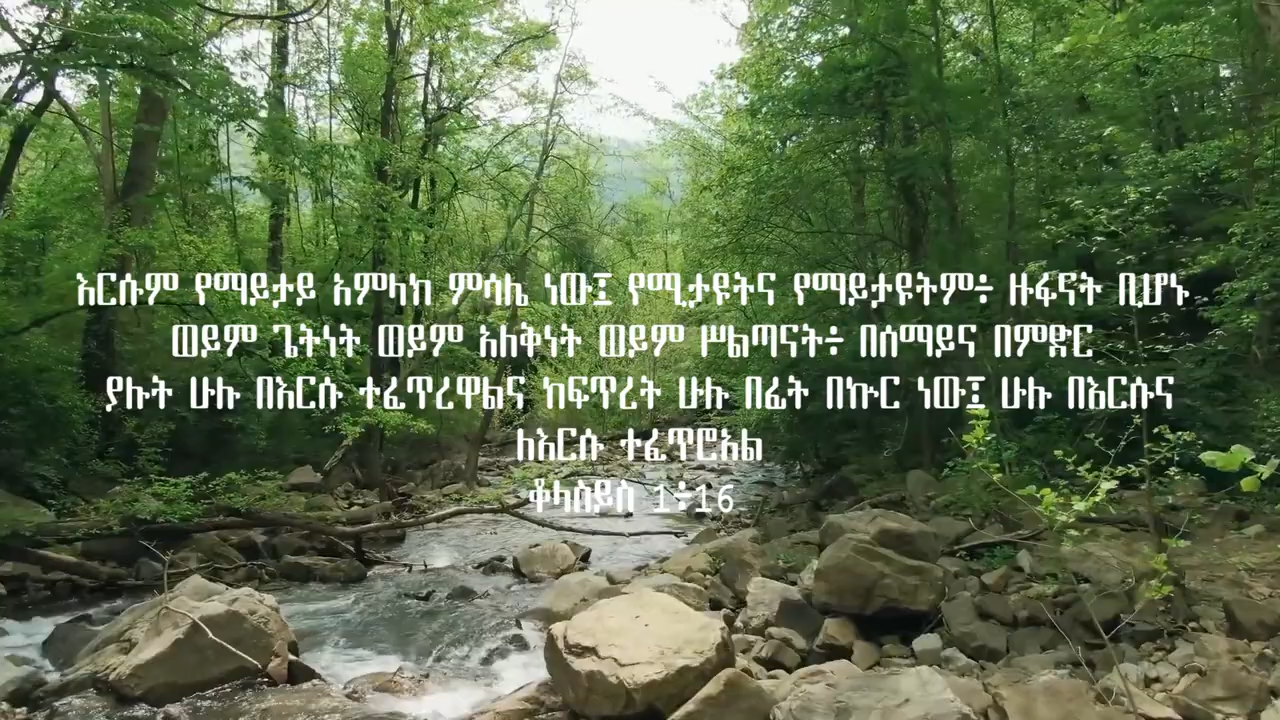 እርሱም የማይታይ አምላክ ምሳሌ ነው፤ የሚታዩትና የማይታዩትም፥ ዙፋናት ቢሆኑ
ወይም ጌትነት ወይም አለቅነት ወይም ሥልጣናት፥ በሰማይና በምድር
ያሉት ሁሉ በእርሱ ተፈጥረዋልና ከፍጥረት ሁሉ በፊት በኵር ነው፤ ሁሉ በእርሱና
ለእርሱ ተፈጥሮአል
ቆላስይስ 1፥16